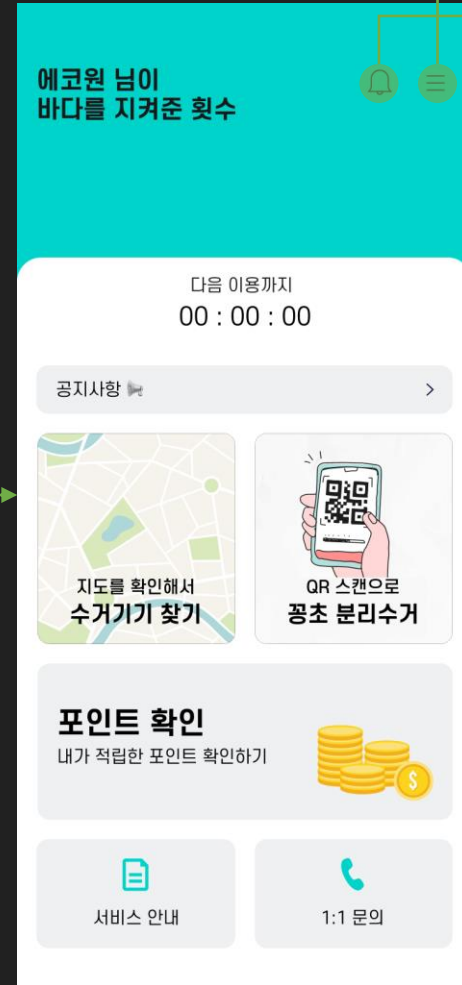 에코원 님이
바다를 지켜준 횟수
다음 이용까지
00 : 00 : 00
공지사항
지도를 확인해서
수거기기 찾기
QR 스캔으로
꽁초 분리수거
포인트 확인
내가 적립한 포인트 확인하기
$
서비스 안내
1:1 문의